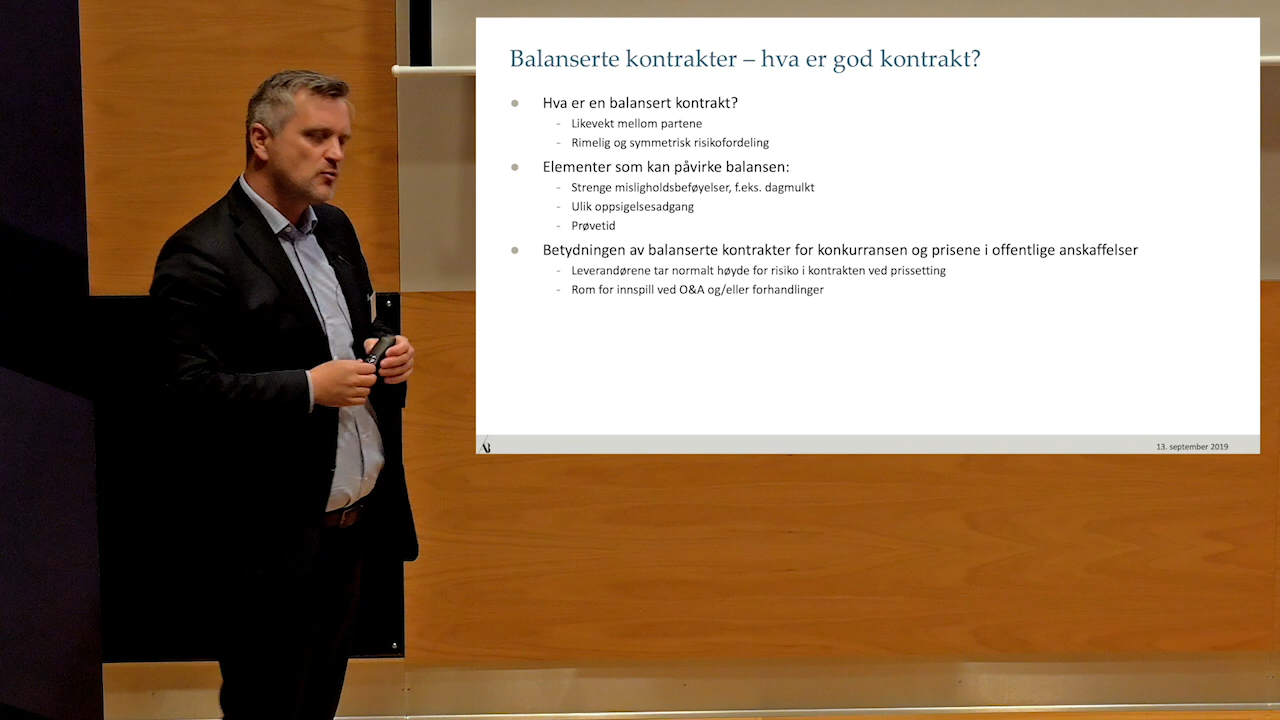 Balanserte kontrakter – hva er god kontrakt?
● Hva er en balansert kontrakt?
- Likevekt mellom partene
- Rimelig og symmetrisk risikofordeling
● Elementer som kan påvirke balansen:
- Strenge misligholdsbeføyelser, f.eks. dagmulkt
- Ulik oppsigelsesadgang
- Prøvetid
● Betydningen av balanserte kontrakter for konkurransen og prisene i offentlige anskaffelser
- Leverandørene tar normalt høyde for risiko i kontrakten ved prissetting
- Rom for innspill ved O&A og/eller forhandlinger
AB
13. september 2019